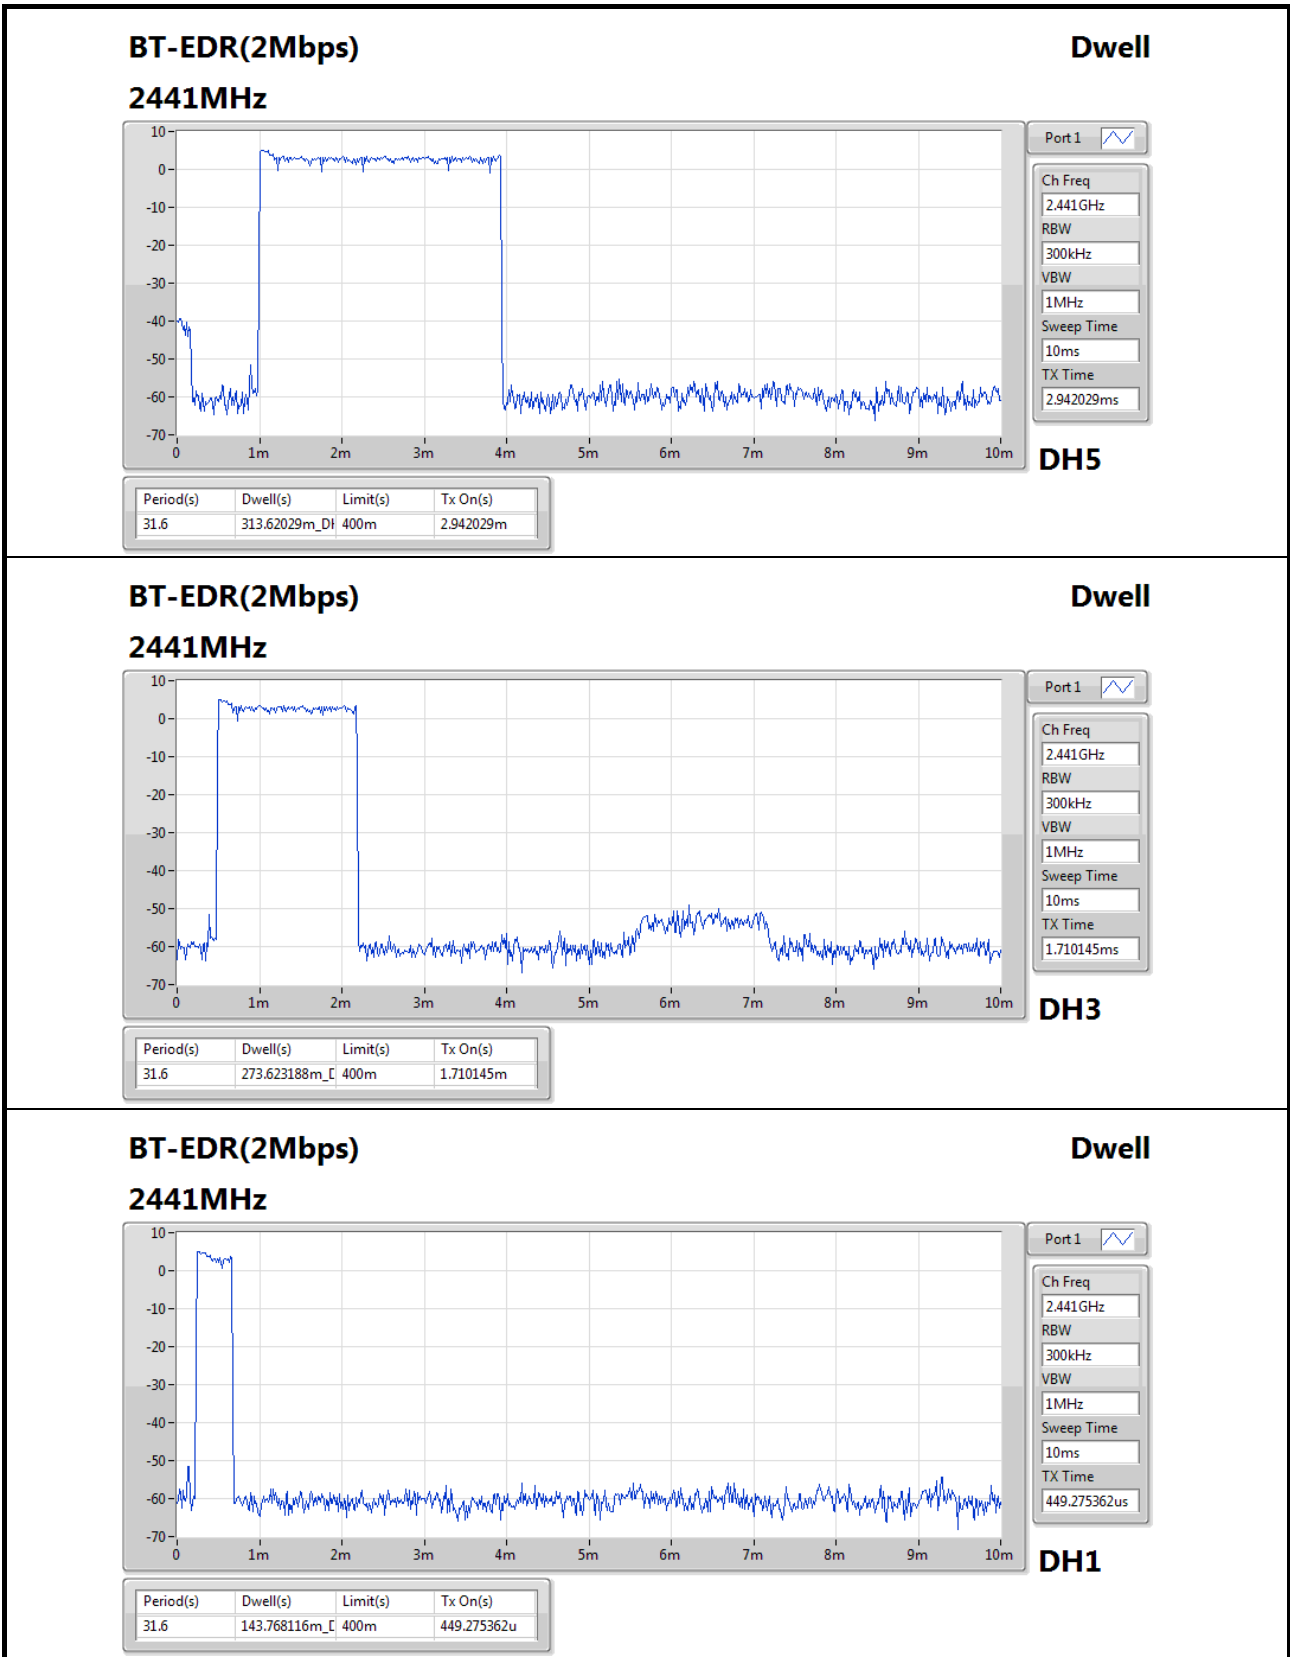 BT-EDR(2Mbps) Dwell
2441MHz
10
0
-10
-20
-30
-40
-50
-60
-70
0 1m 2m 3m 4m 5m 6m 7m 8m 9m 10m
Port 1
Ch Freq
2.441GHz
RBW
300kHz
VBW
1MHz
Sweep Time
10ms
TX Time
2.942029ms
DH5
Period(s) Dwell(s) Limit(s) Tx On(s)
31.6 313.62029m_DH 400m 2.942029m
BT-EDR(2Mbps) Dwell
2441MHz
10
0
-10
-20
-30
-40
-50
-60
-70
0 1m 2m 3m 4m 5m 6m 7m 8m 9m 10m
Port 1
Ch Freq
2.441GHz
RBW
300kHz
VBW
1MHz
Sweep Time
10ms
TX Time
1.710145ms
DH3
Period(s) Dwell(s) Limit(s) Tx On(s)
31.6 273.623188m_D 400m 1.710145m
BT-EDR(2Mbps) Dwell
2441MHz
10
0
-10
-20
-30
-40
-50
-60
-70
0 1m 2m 3m 4m 5m 6m 7m 8m 9m 10m
Port 1
Ch Freq
2.441GHz
RBW
300kHz
VBW
1MHz
Sweep Time
10ms
TX Time
449.275362us
DH1
Period(s) Dwell(s) Limit(s) Tx On(s)
31.6 143.768116m_D 400m 449.275362u